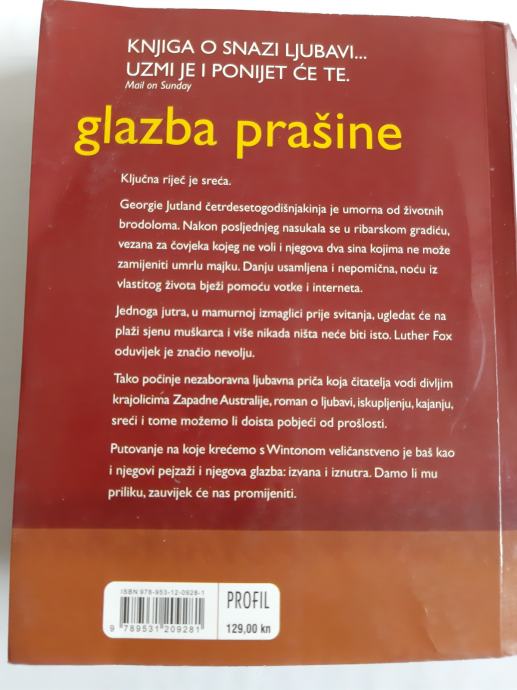 KNJIGA O SNAZI LJUBAVI...
UZMI JE I PONIJET ĆE TE.
Mail on Sunday
glazba prašine
Ključna riječ je sreća.
Georgie Jutland četrdesetogodišnjakinja je umorna od životnih
brodoloma. Nakon posljednjeg nasukala se u ribarskom gradiću,
vezana za čovjeka kojeg ne voli i njegova dva sina kojima ne može
zamijeniti umrlu majku. Danju usamljena i nepomična, noću iz
vlastitog života bježi pomoću votke i interneta.
Jednoga jutra, u mamurnoj izmaglici prije svitanja, ugledat će na
plaži sjenu muškarca i više nikada ništa neće biti isto. Luther Fox
oduvijek je značio nevolju.
Tako počinje nezaboravna ljubavna priča koja čitatelja vodi divljim
krajolicima Zapadne Australije, roman o ljubavi, iskupljenju, kajanju,
sreći i tome možemo li doista pobjeći od prošlosti.
Putovanje na koje krećemo s Wintonom veličanstveno je baš kao
i njegovi pejzaži i njegova glazba: izvana i iznutra. Damo li mu
priliku, zauvijek će nas promijeniti.
ISBN 978-953-12-0928-1
9 789531 209281
PROFIL
129,00 kn